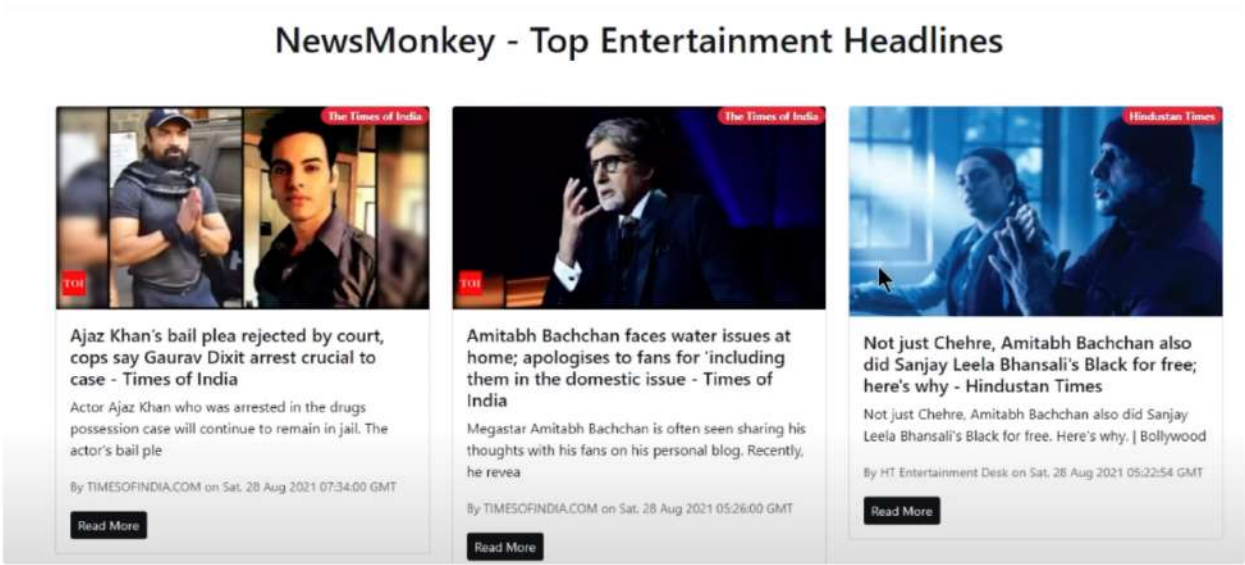 NewsMonkey - Top Entertainment Headlines
The Times of India
TOI
Ajaz Khan's bail plea rejected by court,
cops say Gaurav Dixit arrest crucial to
case - Times of India
Actor Ajaz Khan who was arrested in the drugs
possession case will continue to remain in jail. The
actor's bail ple
By TIMESOFINDIA.COM on Sat, 28 Aug 2021 07:34:00 GMT
Read More
The Times of India
TOI
Amitabh Bachchan faces water issues at
home; apologises to fans for 'including
them in the domestic issue - Times of
India
Megastar Amitabh Bachchan is often seen sharing his
thoughts with his fans on his personal blog. Recently,
he revea
By TIMESOFINDIA.COM on Sat, 28 Aug 2021 05:26:00 GMT
Read More
Hindustan Times
Not just Chehre, Amitabh Bachchan also
did Sanjay Leela Bhansali's Black for free;
here's why - Hindustan Times
Not just Chehre, Amitabh Bachchan also did Sanjay
Leela Bhansali's Black for free. Here's why. | Bollywood
By HT Entertainment Desk on Sat, 28 Aug 2021 05:22:54 GMT
Read More